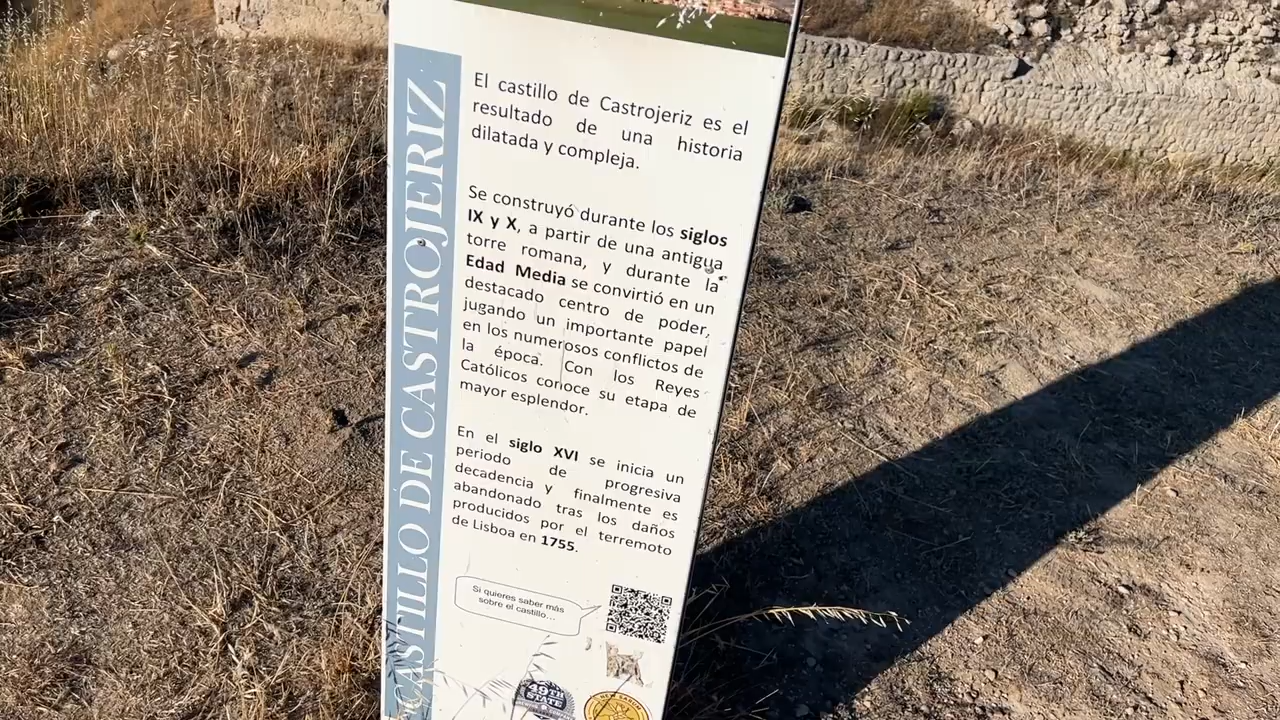 CASTILLO DE CASTROJERIZ
El castillo de Castrojeriz es el
resultado de una historia
dilatada y compleja.
Se construyó durante los siglos
IX y X, a partir de una antigua
torre romana, y durante la
Edad Media se convirtió en un
destacado centro de poder,
jugando un importante papel
en los numerosos conflictos de
la época. Con los Reyes
Católicos conoce su etapa de
mayor esplendor.
En el siglo XVI se inicia un
periodo de progresiva
decadencia y finalmente es
abandonado tras los daños
producidos por el terremoto
de Lisboa en 1755.
Si quieres saber más
sobre el castillo...
49TH
STATE